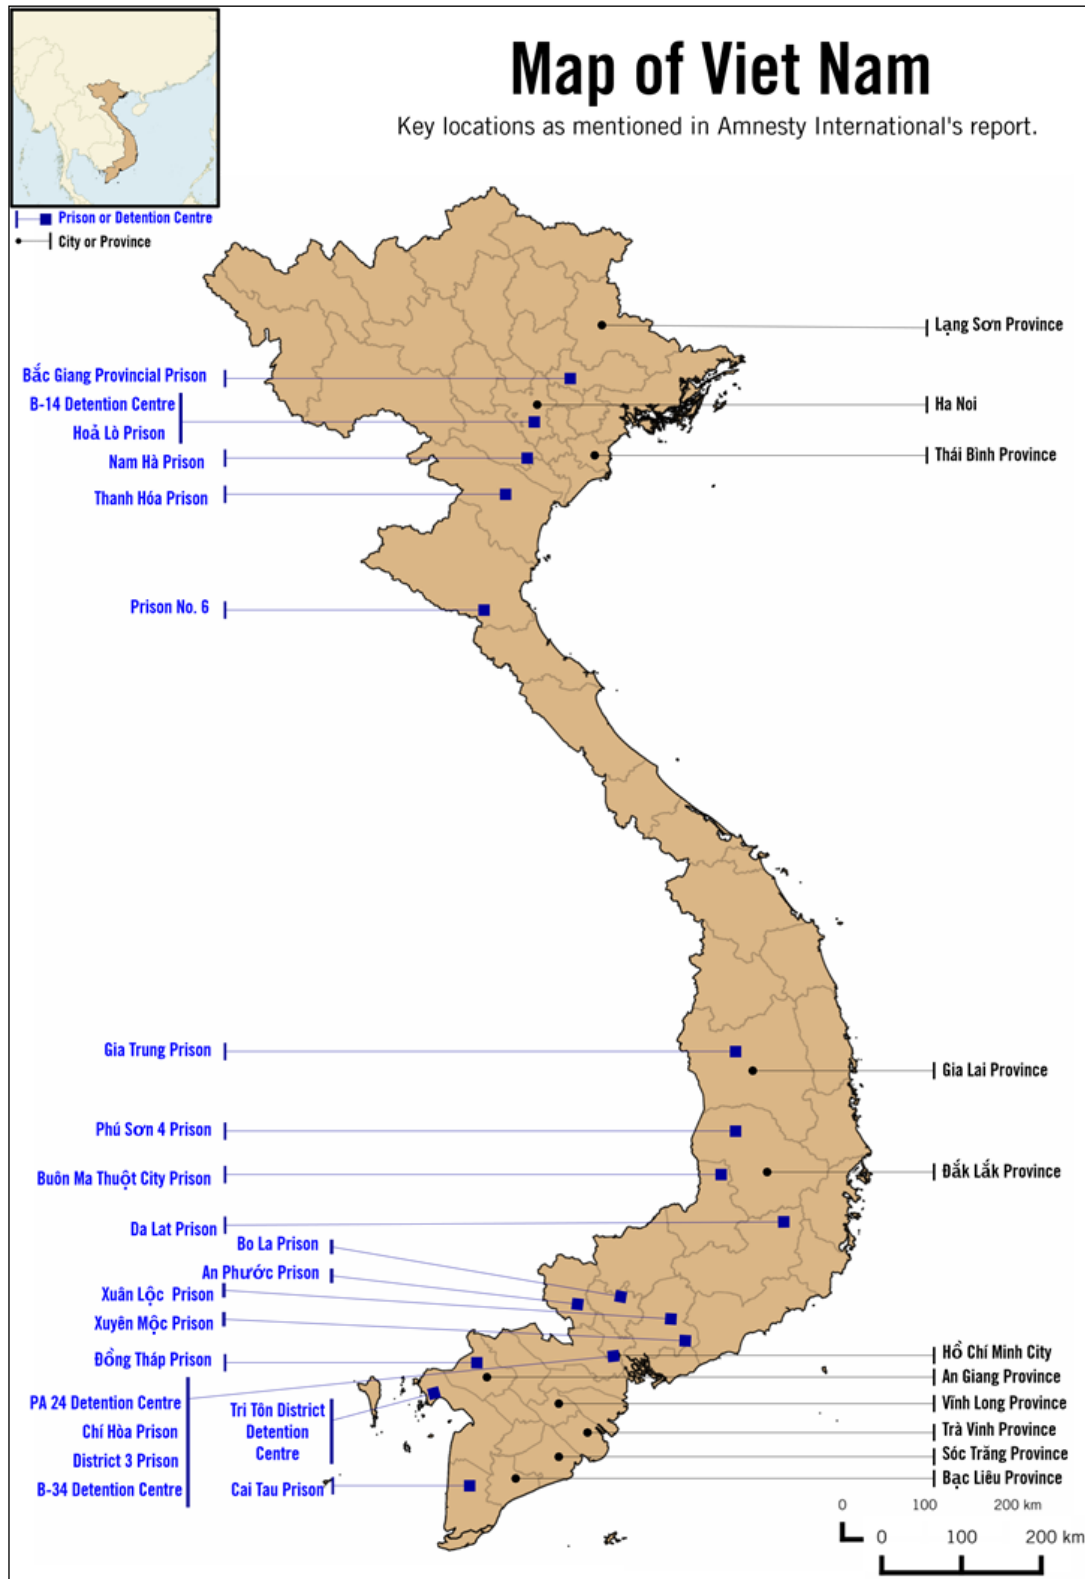 Map of Viet Nam
Key locations as mentioned in Amnesty International's report.
Prison or Detention Centre
City or Province
Lạng Sơn Province
Bắc Giang Provincial Prison
B-14 Detention Centre
Hoả Lò Prison
Ha Noi
Nam Hà Prison
Thái Bình Province
Thanh Hóa Prison
Prison No. 6
Gia Trung Prison
Gia Lai Province
Phú Sơn 4 Prison
Buôn Ma Thuột City Prison
Đắk Lắk Province
Da Lat Prison
Bo La Prison
An Phước Prison
Xuân Lộc Prison
Xuyên Mộc Prison
Đồng Tháp Prison
Hồ Chí Minh City
An Giang Province
Vĩnh Long Province
Trà Vinh Province
Sóc Trăng Province
Bạc Liêu Province
PA 24 Detention Centre
Chí Hòa Prison
District 3 Prison
B-34 Detention Centre
Tri Tôn District
Detention
Centre
Cai Tau Prison
0 100 200 km
0 100 200 km